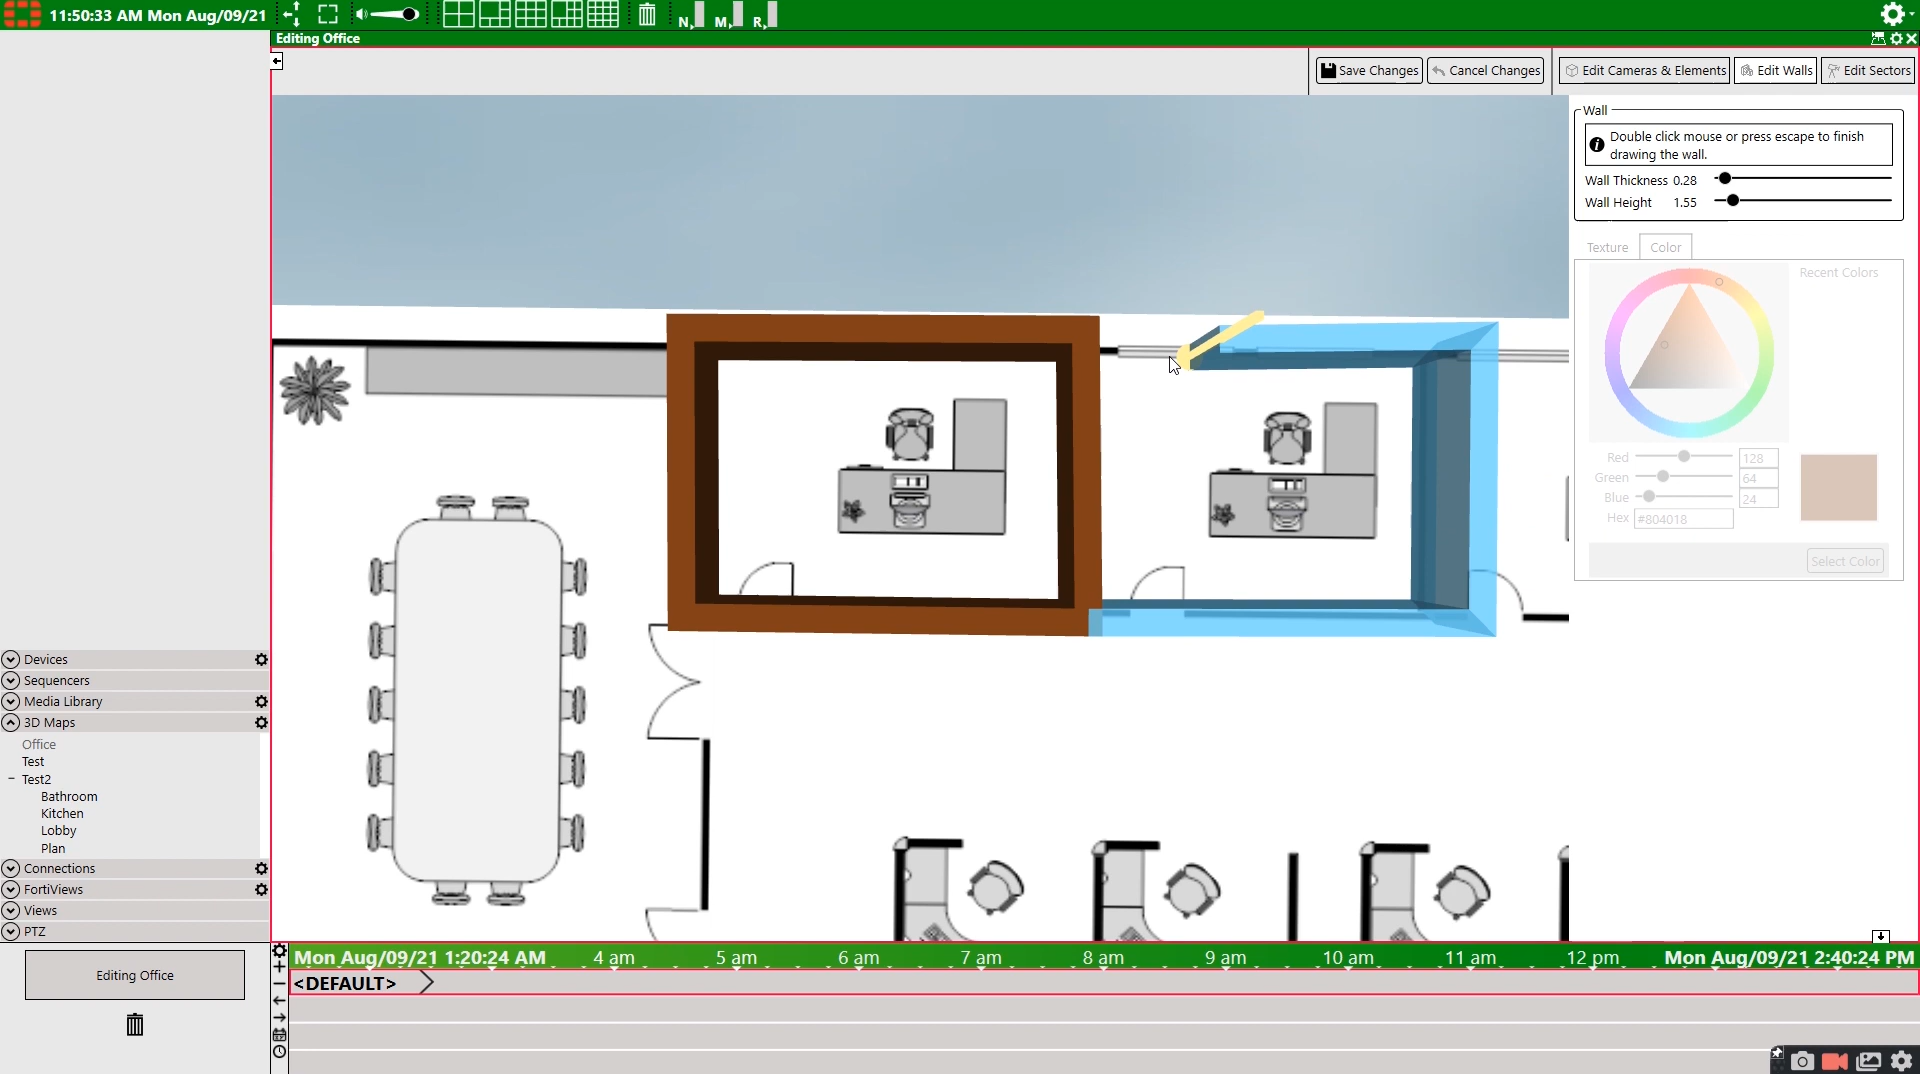 11:50:33 AM Mon Aug/09/21
N
M
R
Editing Office
Save Changes
Cancel Changes
Edit Cameras & Elements
Edit Walls
Edit Sectors
Wall
Double click mouse or press escape to finish
drawing the wall.
Wall Thickness 0.28
Wall Height 1.55
Texture
Color
Recent Colors
Red 128
Green 64
Blue 24
Hex #804018
Select Color
Devices
Sequencers
Media Library
3D Maps
Office
Test
Test2
Bathroom
Kitchen
Lobby
Plan
Connections
FortiViews
Views
PTZ
Editing Office
Mon Aug/09/21 1:20:24 AM
4 am
5 am
6 am
7 am
8 am
9 am
10 am
11 am
12 pm
Mon Aug/09/21 2:40:24 PM
<DEFAULT>